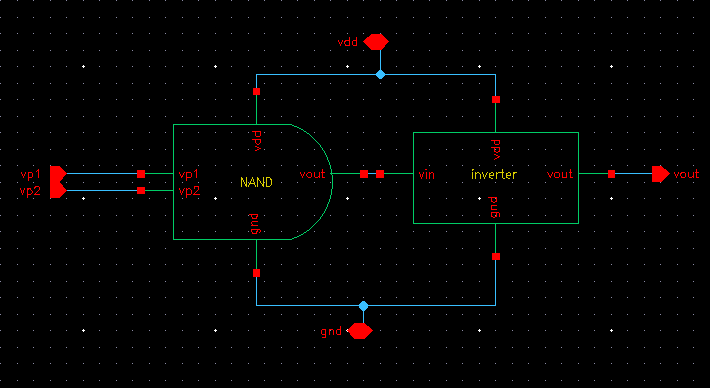 vdd
vdd
vdd
vp1
vp1
vout
vin
inverter
vout
vout
vp2
vp2
NAND
gnd
gnd
gnd